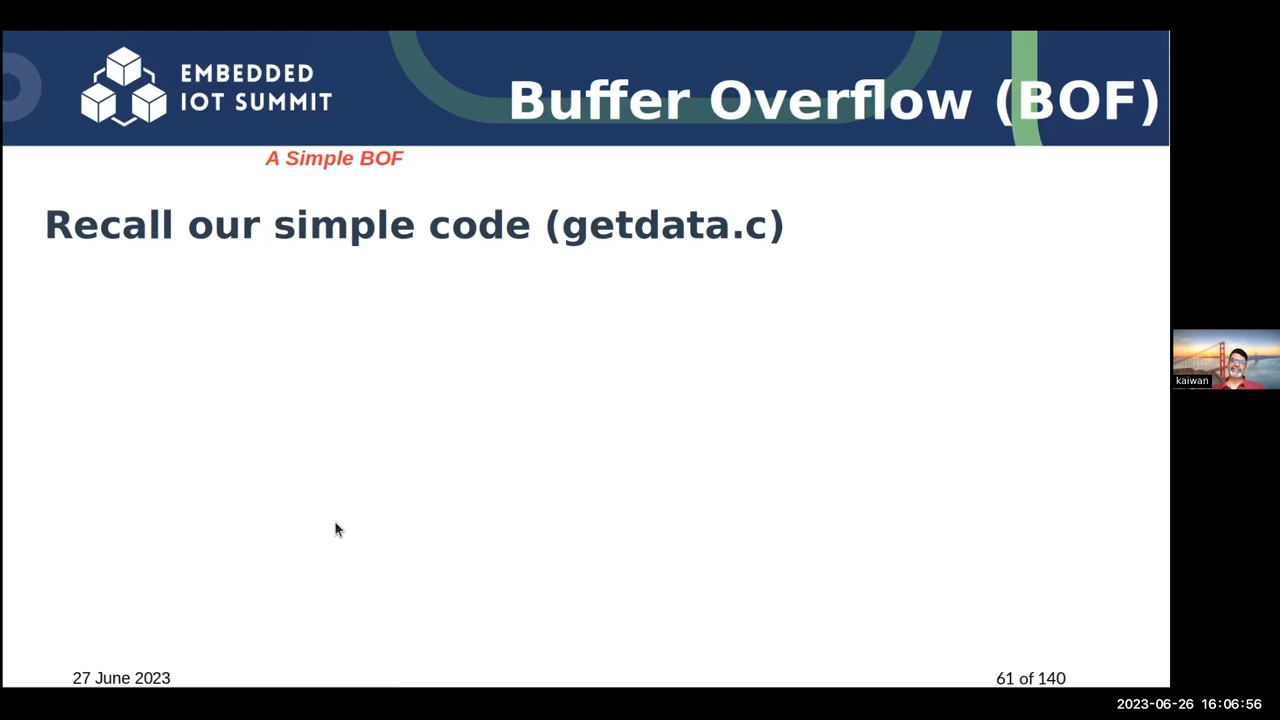 EMBEDDED
IOT SUMMIT
Buffer Overflow (BOF)
A Simple BOF
Recall our simple code (getdata.c)
kaiwan
27 June 2023
61 of 140
2023-06-26 16:06:56